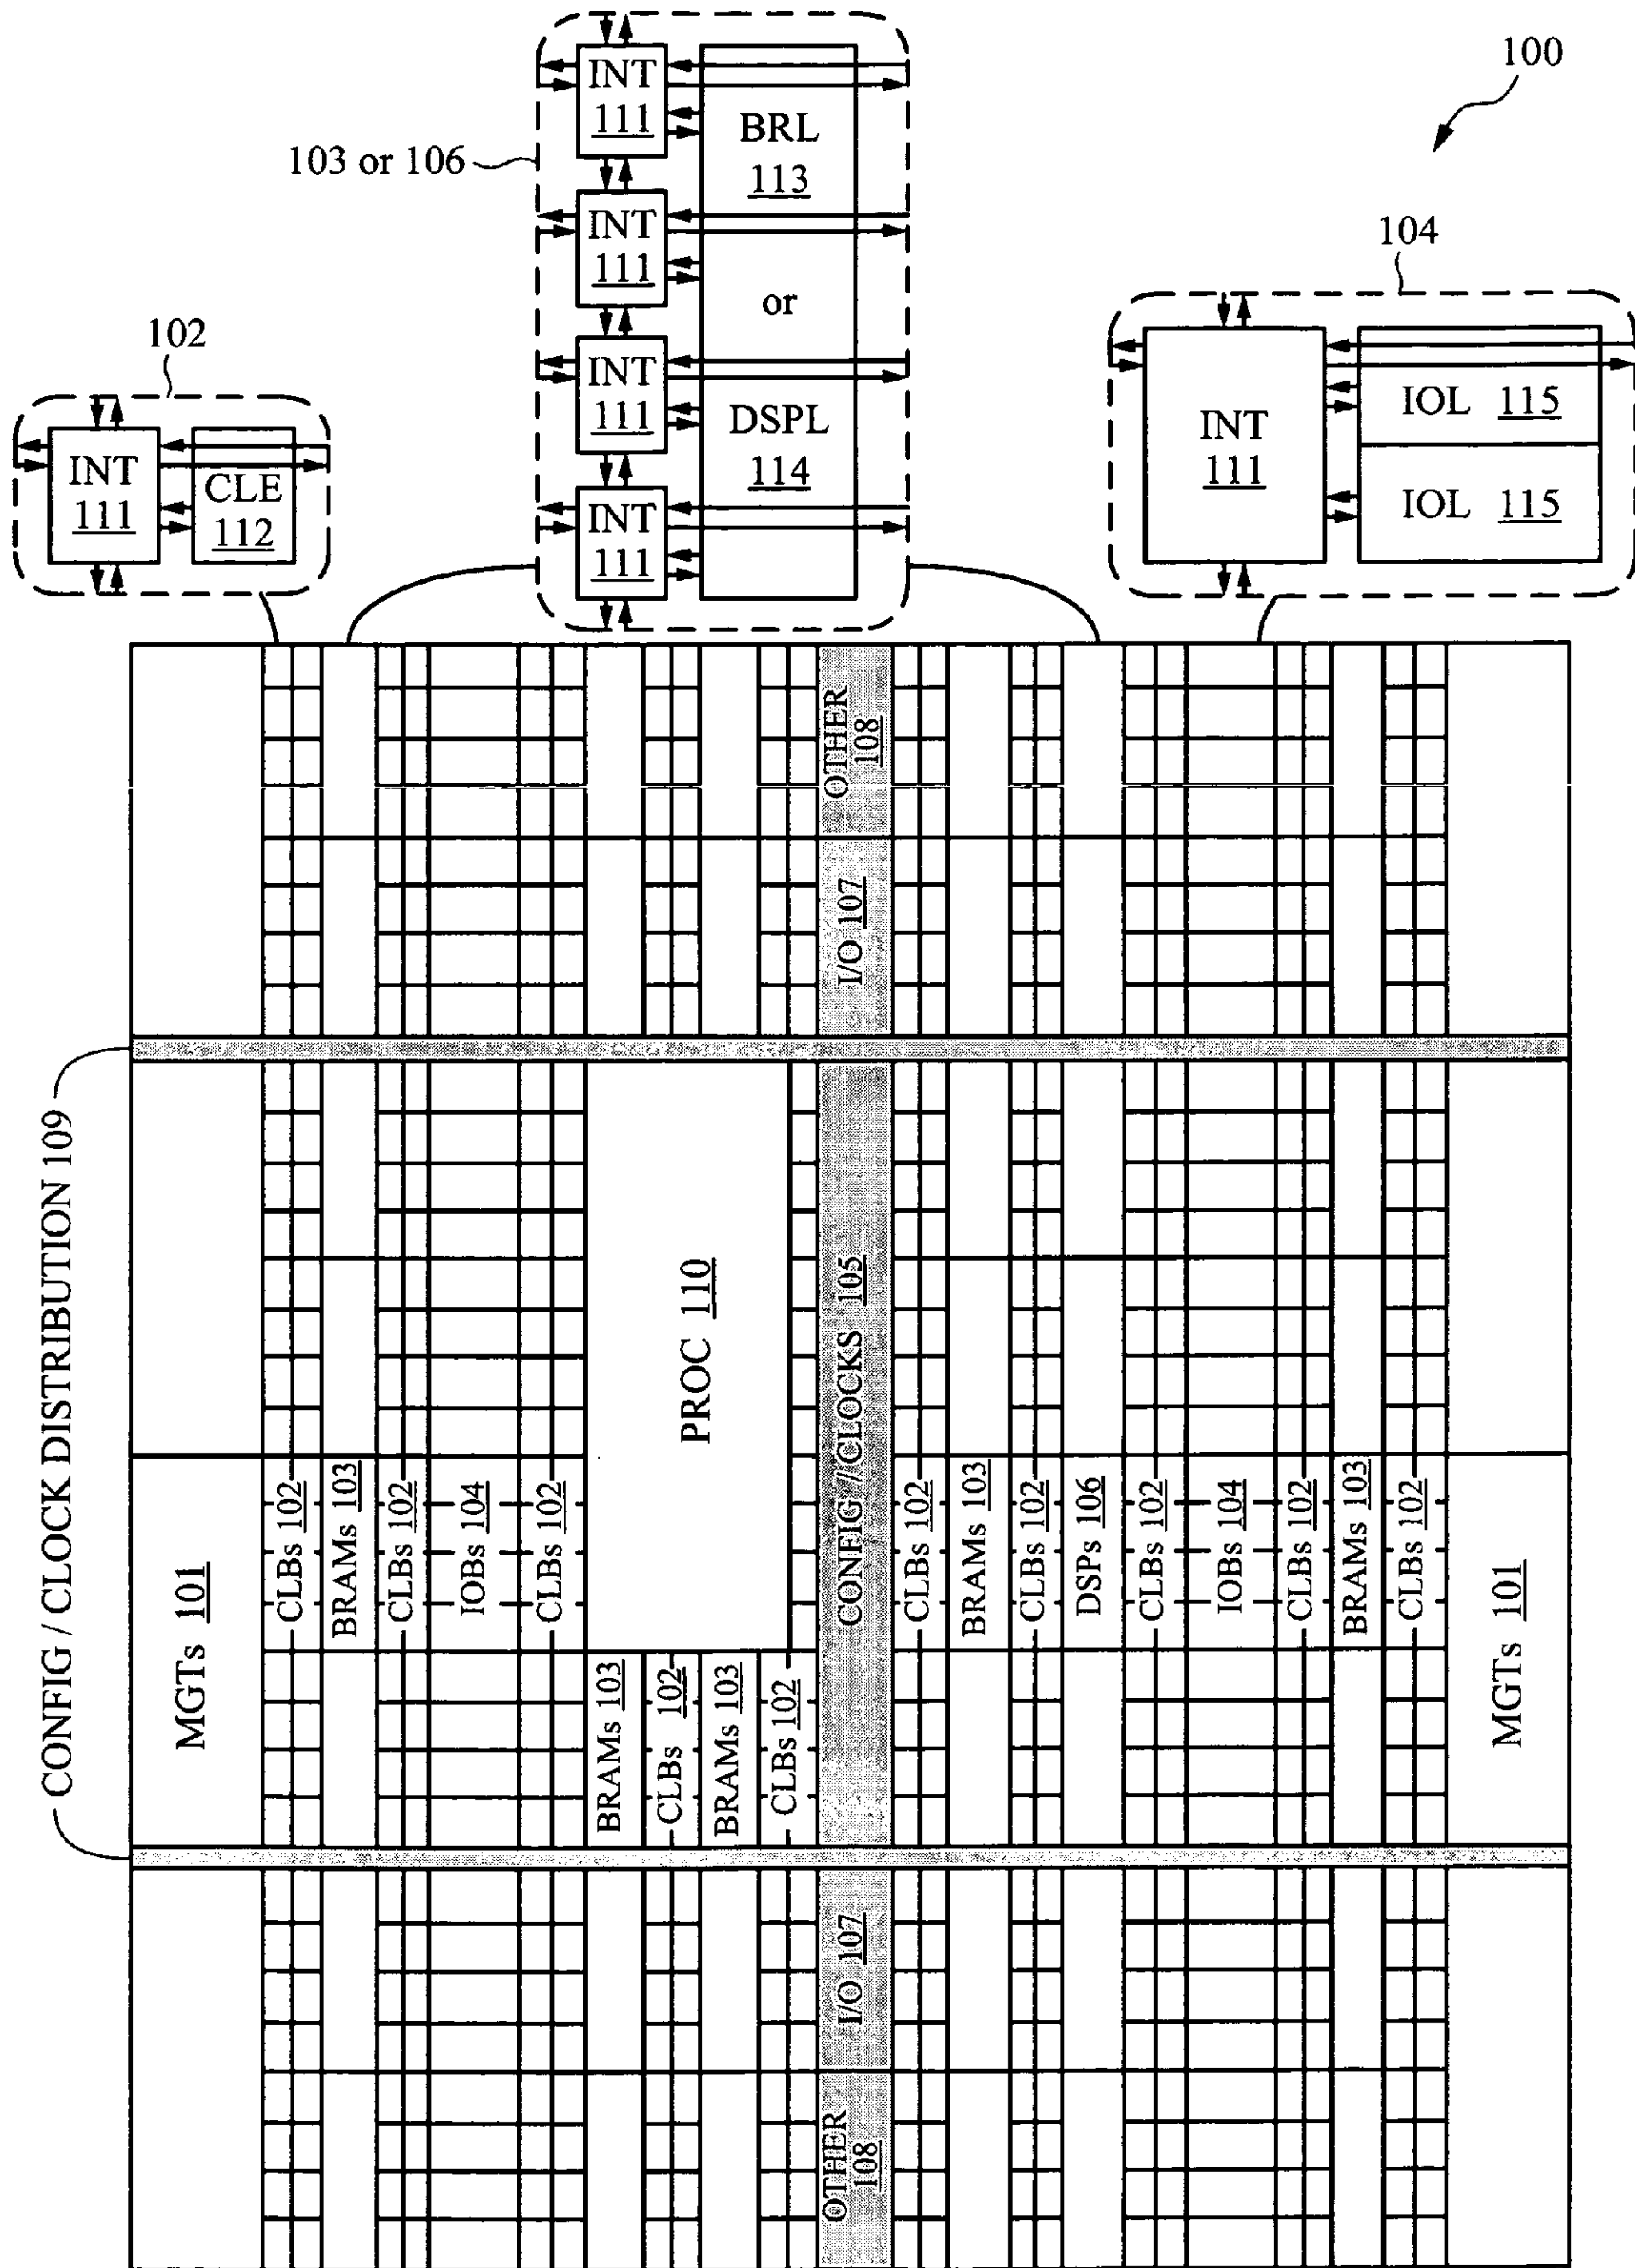 100
103 or 106
INT
111
INT
111
INT
111
INT
111
BRL
113
or
DSPL
114
104
INT
111
IOL 115
IOL 115
102
INT
111
CLE
112
OTHER
108
I/O 107
CONFIG / CLOCK DISTRIBUTION 109
PROC 110
CONFIG / CLOCKS 105
MGTs 101
CLBs 102
BRAMs 103
CLBs 102
IOBs 104
CLBs 102
CLBs 102
BRAMs 103
CLBs 102
DSPs 106
CLBs 102
IOBs 104
CLBs 102
BRAMs 103
CLBs 102
MGTs 101
BRAMs 103
CLBs 102
BRAMs 103
CLBs 102
I/O 107
OTHER
108